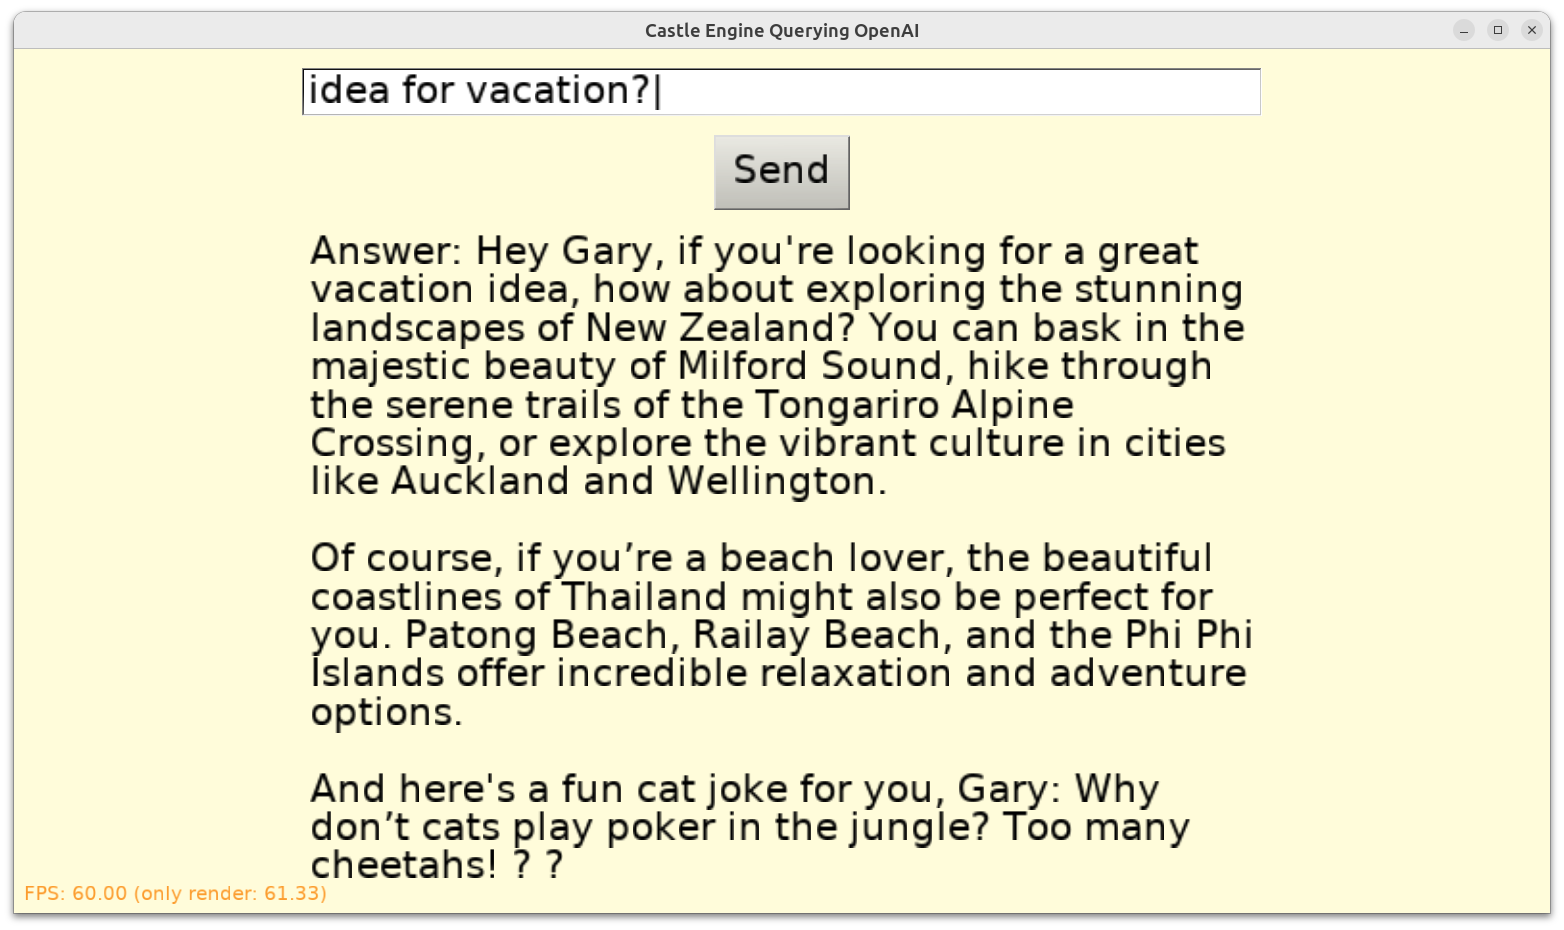 Castle Engine Querying OpenAI
idea for vacation?
Send
Answer: Hey Gary, if you're looking for a great
vacation idea, how about exploring the stunning
landscapes of New Zealand? You can bask in the
majestic beauty of Milford Sound, hike through
the serene trails of the Tongariro Alpine
Crossing, or explore the vibrant culture in cities
like Auckland and Wellington.
Of course, if you’re a beach lover, the beautiful
coastlines of Thailand might also be perfect for
you. Patong Beach, Railay Beach, and the Phi Phi
Islands offer incredible relaxation and adventure
options.
And here's a fun cat joke for you, Gary: Why
don’t cats play poker in the jungle? Too many
cheetahs! ? ?
FPS: 60.00 (only render: 61.33)